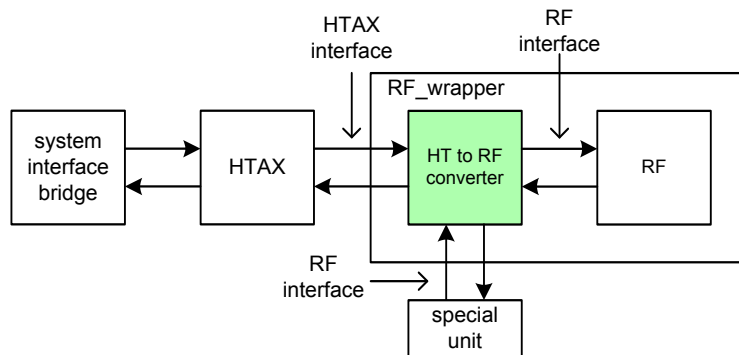 HTAX
interface
RF
interface
RF_wrapper
system
interface
bridge
HTAX
HT to RF
converter
RF
RF
interface
special
unit